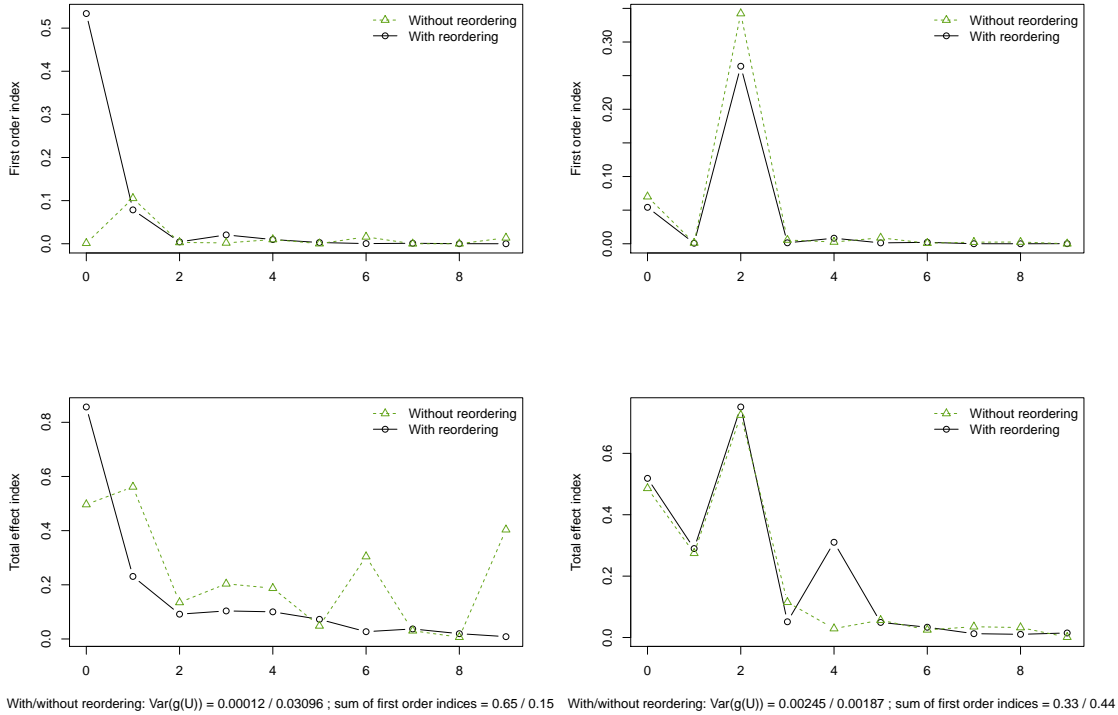 Without reordering
With reordering
First order index
0.0 0.1 0.2 0.3 0.4 0.5
0 2 4 6 8
Without reordering
With reordering
First order index
0.00 0.10 0.20 0.30
0 2 4 6 8
Without reordering
With reordering
Total effect index
0.0 0.2 0.4 0.6 0.8
0 2 4 6 8
With/without reordering: Var(g(U)) = 0.00012 / 0.03096 ; sum of first order indices = 0.65 / 0.15
Without reordering
With reordering
Total effect index
0.0 0.2 0.4 0.6
0 2 4 6 8
With/without reordering: Var(g(U)) = 0.00245 / 0.00187 ; sum of first order indices = 0.33 / 0.44